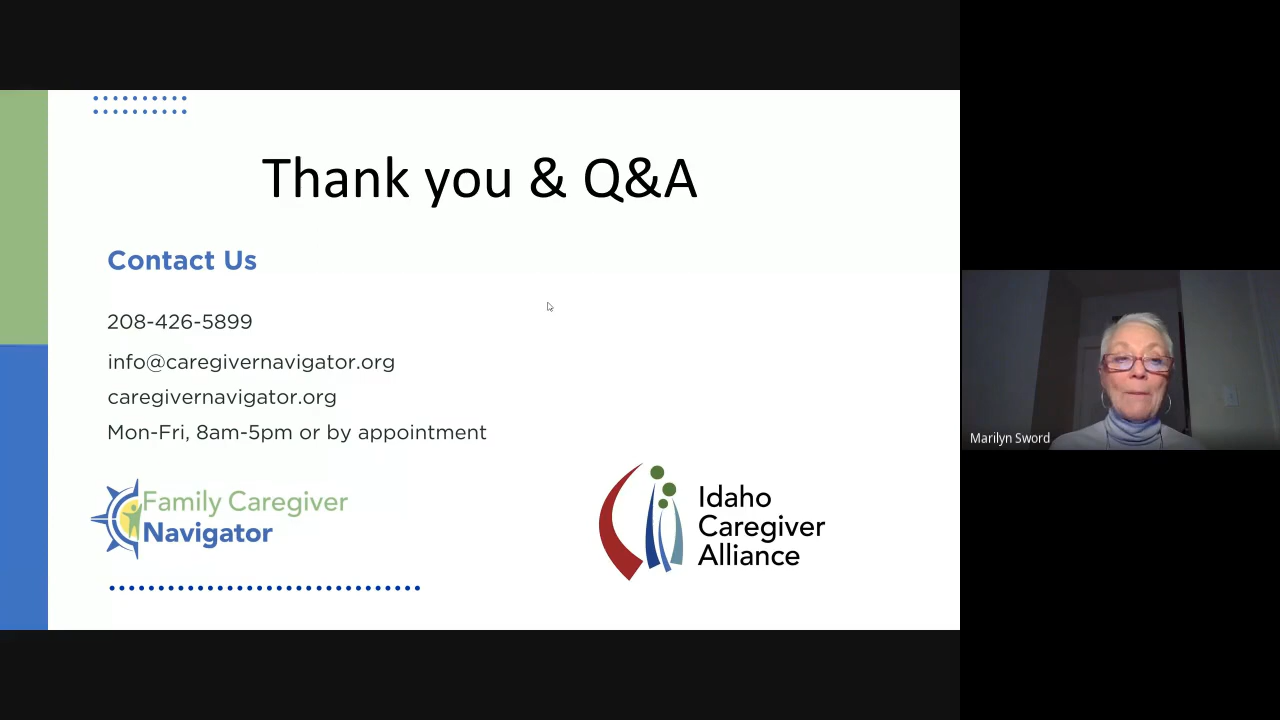 Thank you & Q&A
Contact Us
208-426-5899
info@caregivernavigator.org
caregivernavigator.org
Mon-Fri, 8am-5pm or by appointment
Family Caregiver
Navigator
Idaho
Caregiver
Alliance
Marilyn Sword